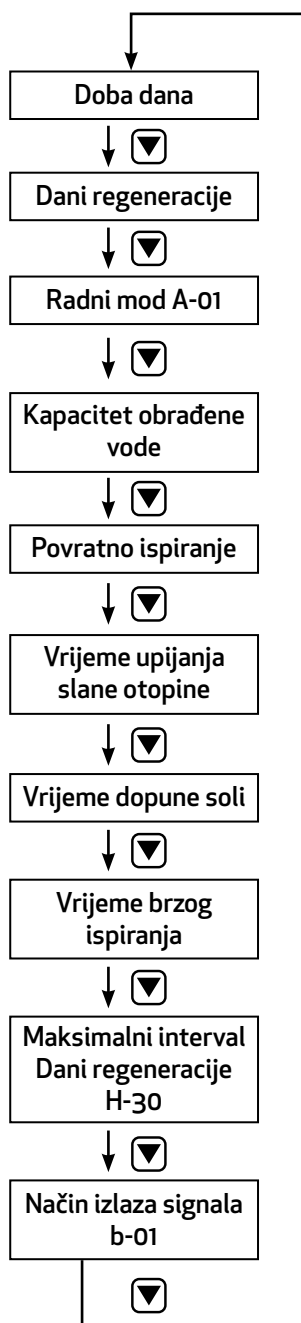 Doba dana
Dani regeneracije
Radni mod A-01
Kapacitet obrađene
vode
Povratno ispiranje
Vrijeme upijanja
slane otopine
Vrijeme dopune soli
Vrijeme brzog
ispiranja
Maksimalni interval
Dani regeneracije
H-30
Način izlaza signala
b-01